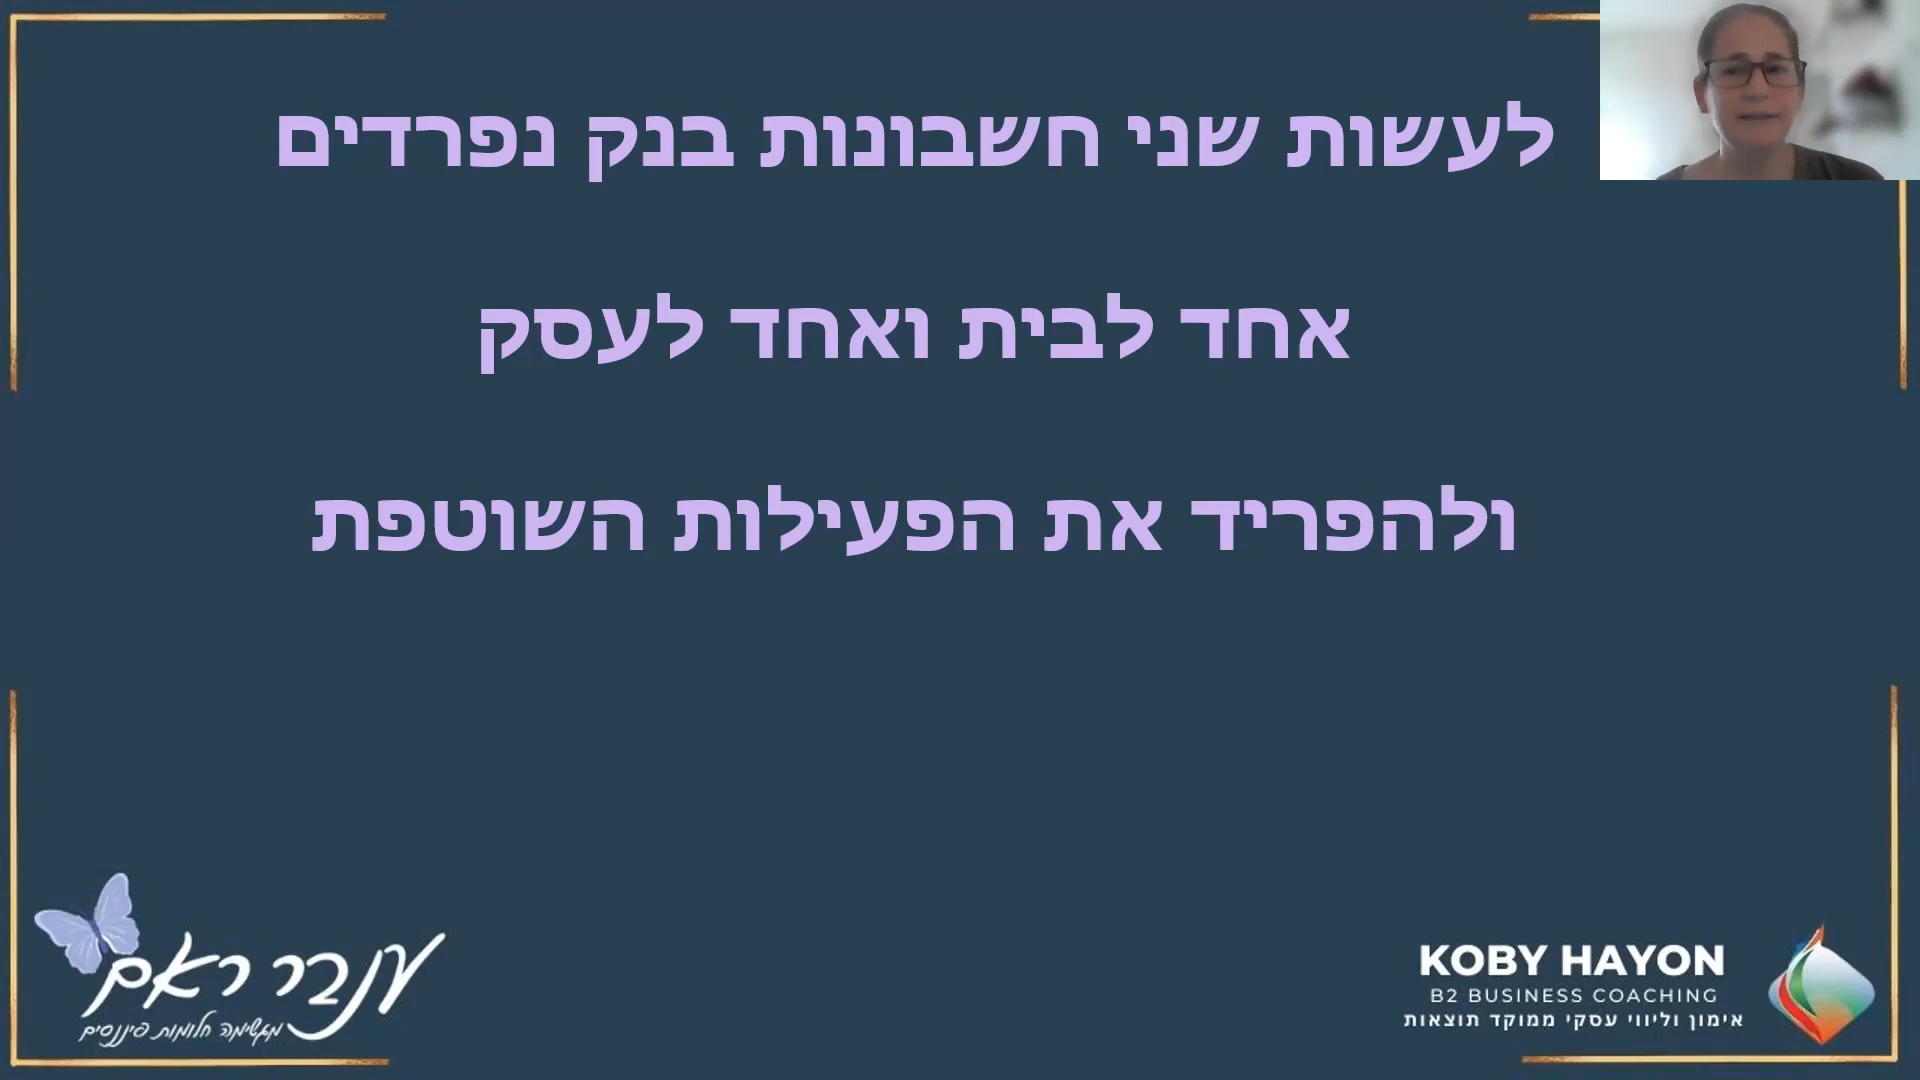 לעשות שני חשבונות בנק נפרדים
אחד לבית ואחד לעסק
ולהפריד את הפעילות השוטפת
ענבר ראם
מגשימה חלומות פיננסים
KOBY HAYON
B2 BUSINESS COACHING
אימון וליווי עסקי ממוקד תוצאות